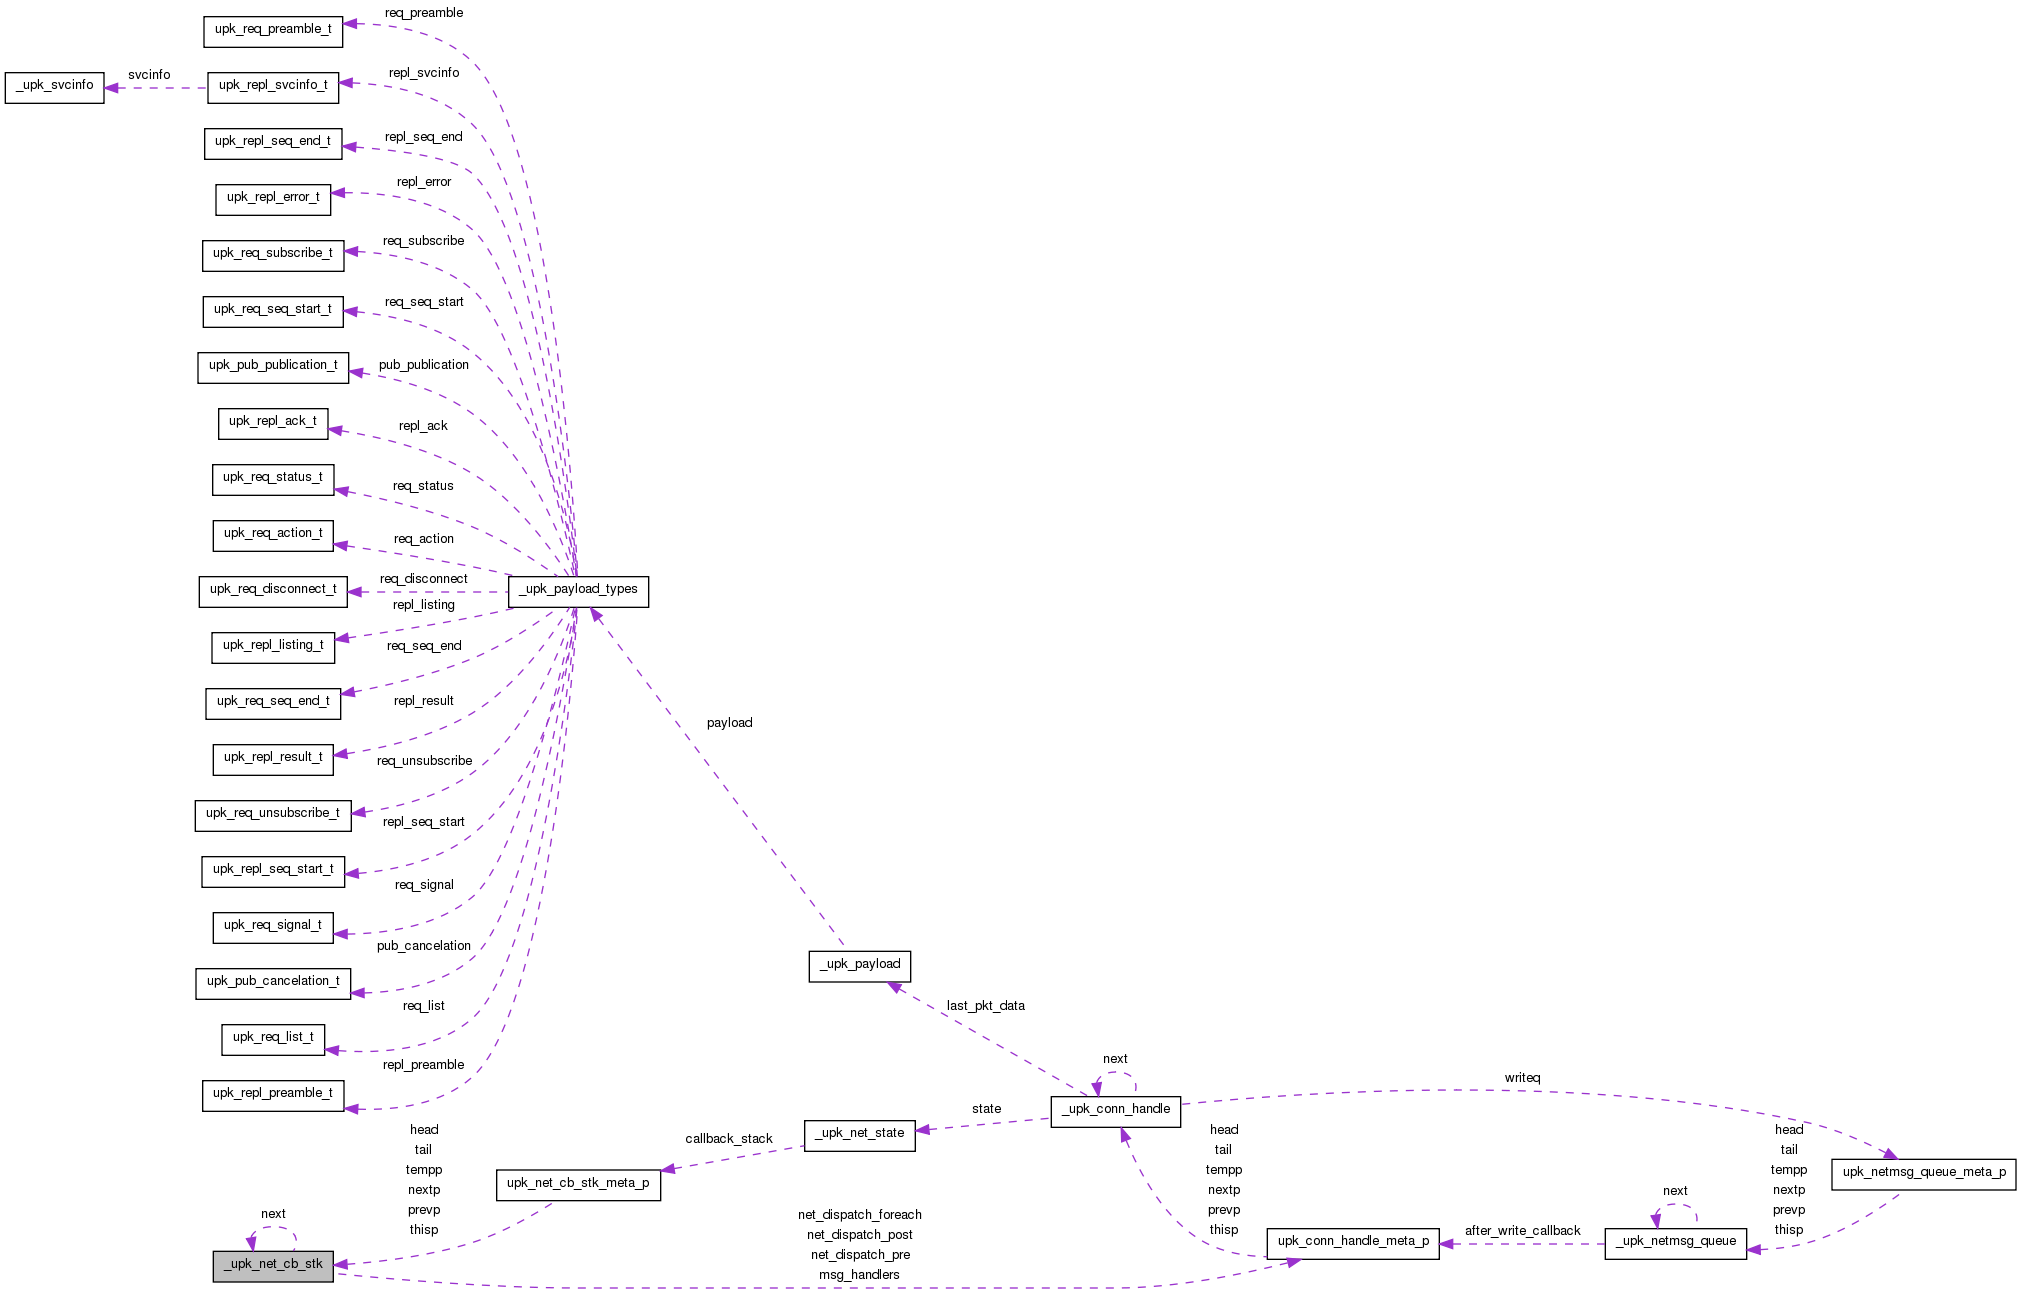 req_preamble
upk_req_preamble_t
repl_svcinfo
_upk_svcinfo
svcinfo
upk_repl_svcinfo_t
repl_seq_end
upk_repl_seq_end_t
repl_error
upk_repl_error_t
req_subscribe
upk_req_subscribe_t
req_seq_start
upk_req_seq_start_t
pub_publication
upk_pub_publication_t
repl_ack
upk_repl_ack_t
req_status
upk_req_status_t
req_action
upk_req_action_t
req_disconnect
upk_req_disconnect_t
_upk_payload_types
repl_listing
upk_repl_listing_t
req_seq_end
upk_req_seq_end_t
repl_result
upk_repl_result_t
payload
req_unsubscribe
upk_req_unsubscribe_t
repl_seq_start
upk_repl_seq_start_t
req_signal
upk_req_signal_t
pub_cancelation
upk_pub_cancelation_t
_upk_payload
req_list
last_pkt_data
upk_req_list_t
repl_preamble
next
writeq
upk_repl_preamble_t
state
_upk_conn_handle
head
tail
tempp
nextp
prevp
thisp
callback_stack
_upk_net_state
head
tail
tempp
nextp
prevp
thisp
head
tail
tempp
nextp
prevp
thisp
upk_netmsg_queue_meta_p
upk_net_cb_stk_meta_p
next
next
net_dispatch_foreach
net_dispatch_post
net_dispatch_pre
msg_handlers
upk_conn_handle_meta_p
after_write_callback
_upk_netmsg_queue
_upk_net_cb_stk